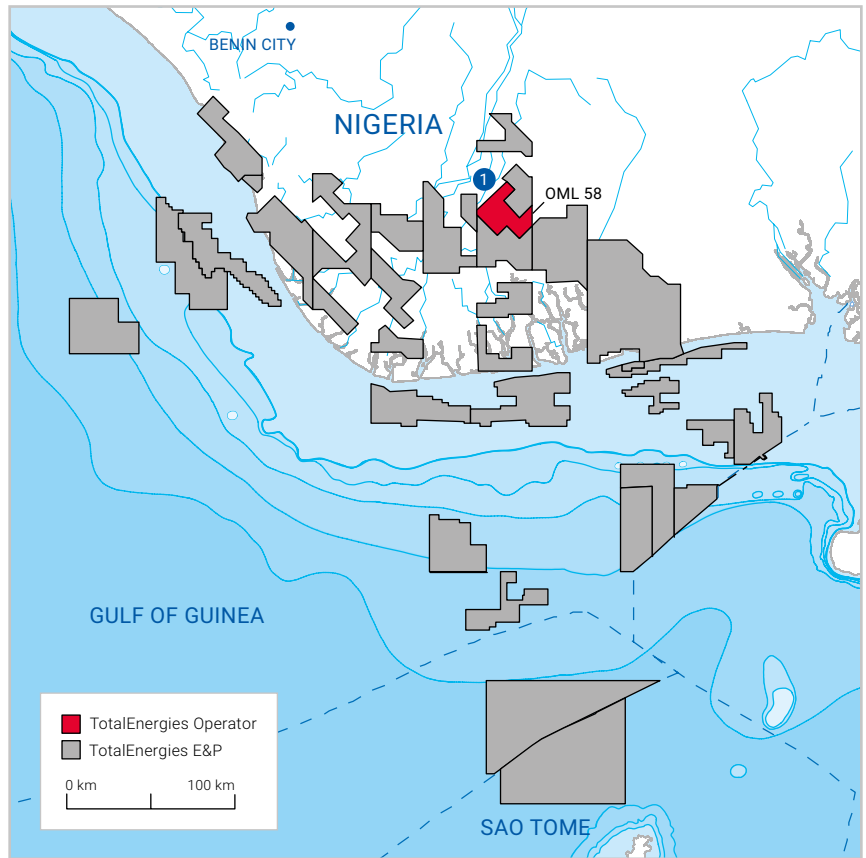 BENIN CITY
NIGERIA
1
OML 58
GULF OF GUINEA
TotalEnergies Operator
TotalEnergies E&P
0 km 100 km
SAO TOME